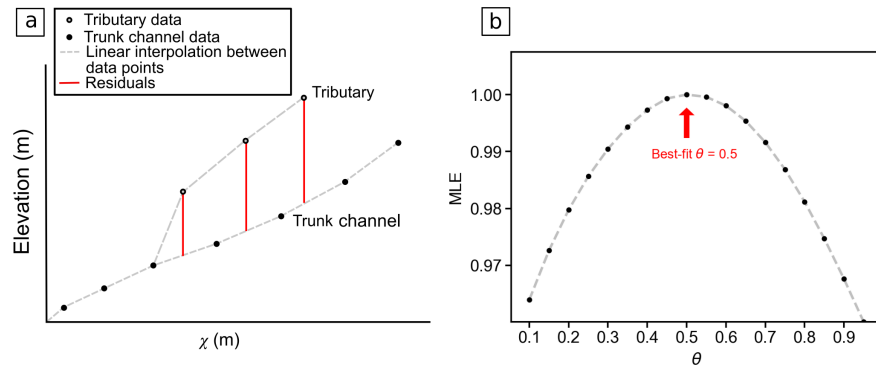 a
Tributary data
Trunk channel data
Linear interpolation between
data points
Residuals
Tributary
Trunk channel
Elevation (m)
χ (m)
b
1.00
0.99
0.98
0.97
MLE
Best-fit θ = 0.5
0.1 0.2 0.3 0.4 0.5 0.6 0.7 0.8 0.9
θ